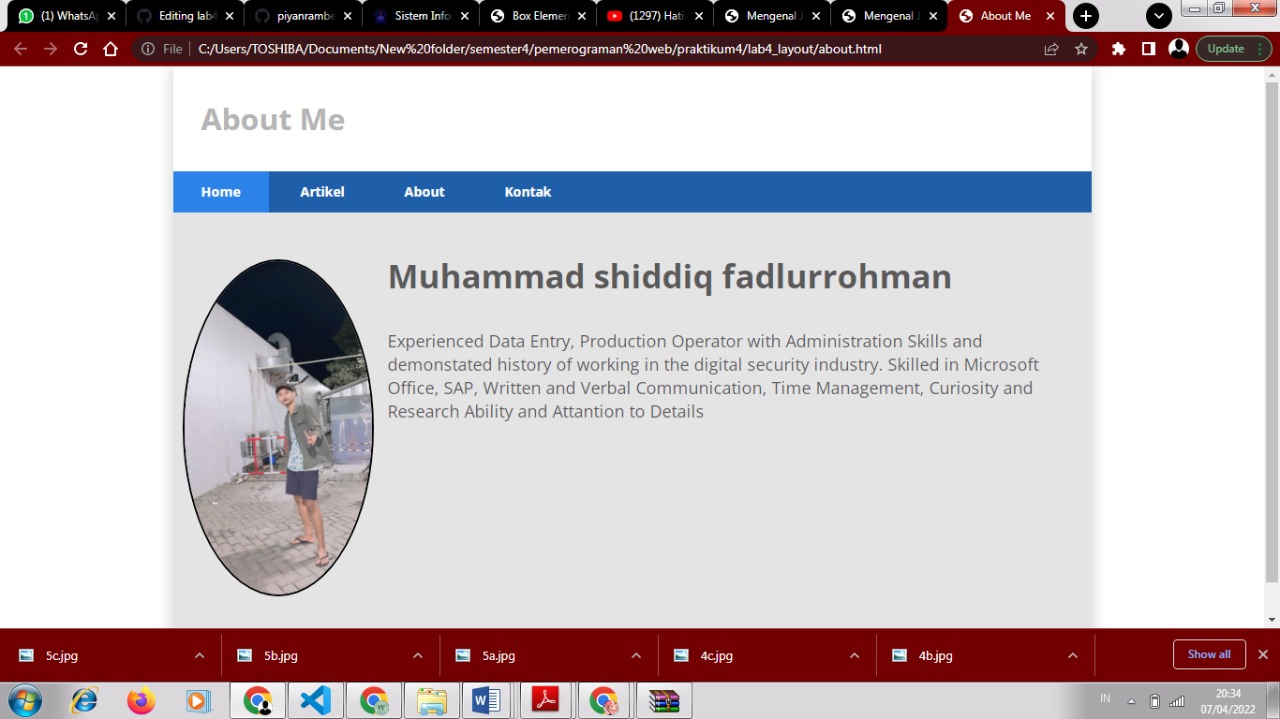 (1) WhatsA
Editing lab4
piyanrambe
Sistem Info
Box Elemen
(1297) Hati
Mengenal J
Mengenal J
About Me
File
C:/Users/TOSHIBA/Documents/New%20folder/semester4/pemerograman%20web/praktikum4/lab4_layout/about.html
Update
About Me
Home
Artikel
About
Kontak
Muhammad shiddiq fadlurrohman
Experienced Data Entry, Production Operator with Administration Skills and
demonstated history of working in the digital security industry. Skilled in Microsoft
Office, SAP, Written and Verbal Communication, Time Management, Curiosity and
Research Ability and Attantion to Details
5c.jpg
5b.jpg
5a.jpg
4c.jpg
4b.jpg
Show all
IN
20:34
07/04/2022